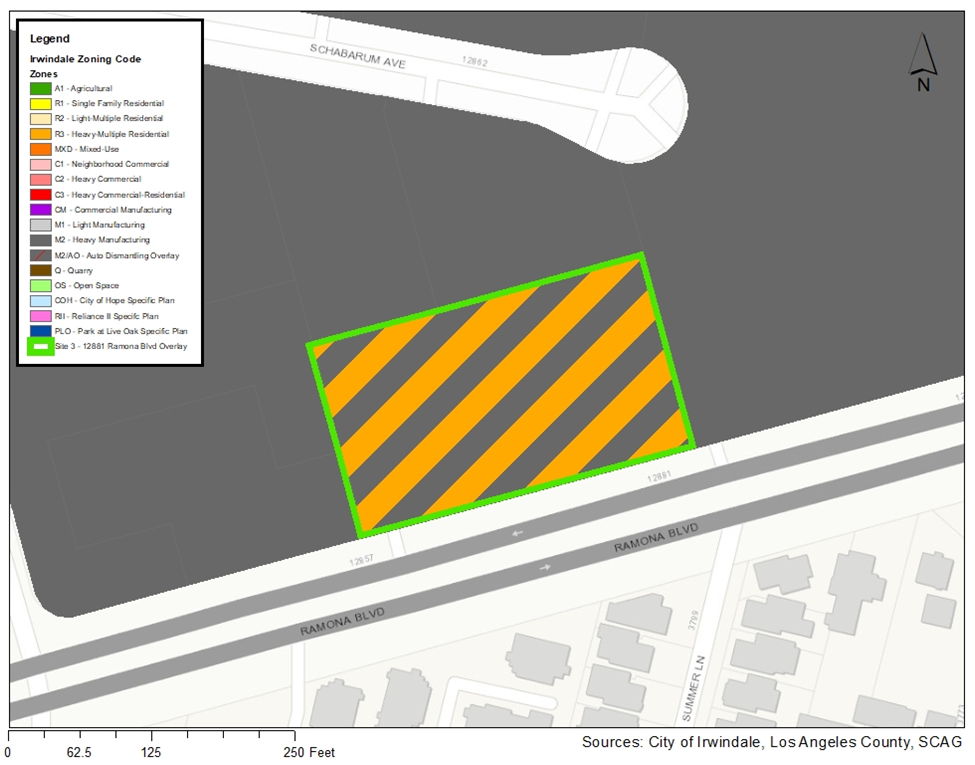 Legend
Irwindale Zoning Code
Zones
A1 - Agricultural
R1 - Single Family Residential
R2 - Light-Multiple Residential
R3 - Heavy-Multiple Residential
MXD - Mixed-Use
C1 - Neighborhood Commercial
C2 - Heavy Commercial
C3 - Heavy Commercial-Residential
CM - Commercial Manufacturing
M1 - Light Manufacturing
M2 - Heavy Manufacturing
M2/AO - Auto Dismantling Overlay
Q - Quarry
OS - Open Space
COH - City of Hope Specific Plan
RII - Reliance II Specifc Plan
PLO - Park at Live Oak Specific Plan
Site 3 - 12881 Ramona Blvd Overlay
SCHABARUM AVE
12862
N
12881
RAMONA BLVD
12857
RAMONA BLVD
3799
SUMMER LN
0 62.5 125 250 Feet
Sources: City of Irwindale, Los Angeles County, SCAG